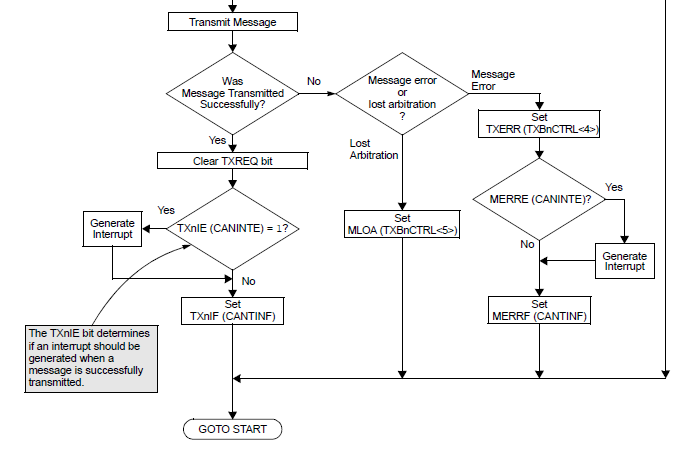 Transmit Message
Was
Message Transmitted
Successfully?
No
Message error
or
lost arbitration
?
Message
Error
Set
TXERR (TXBnCTRL<4>)
Yes
Clear TXREQ bit
Lost
Arbitration
MERRE (CANINTE)?
Yes
No
Generate
Interrupt
Yes
TXnIE (CANINTE) = 1?
Generate
Interrupt
Set
MLOA (TXBnCTRL<5>)
No
Set
TXnIF (CANTINF)
Set
MERRF (CANTINF)
The TXnIE bit determines
if an interrupt should be
generated when a
message is successfully
transmitted.
GOTO START